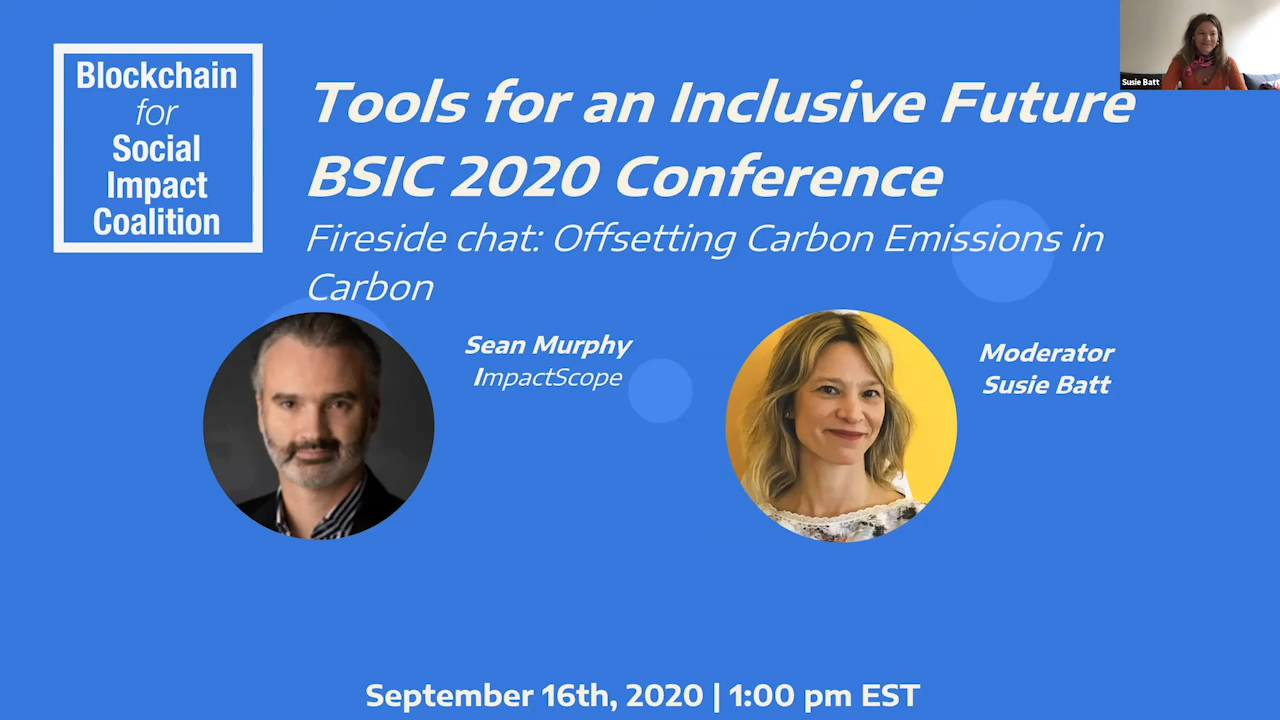 Blockchain
for
Social
Impact
Coalition
Tools for an Inclusive Future
BSIC 2020 Conference
Fireside chat: Offsetting Carbon Emissions in
Carbon
Sean Murphy
ImpactScope
Moderator
Susie Batt
September 16th, 2020 | 1:00 pm EST
Susie Batt